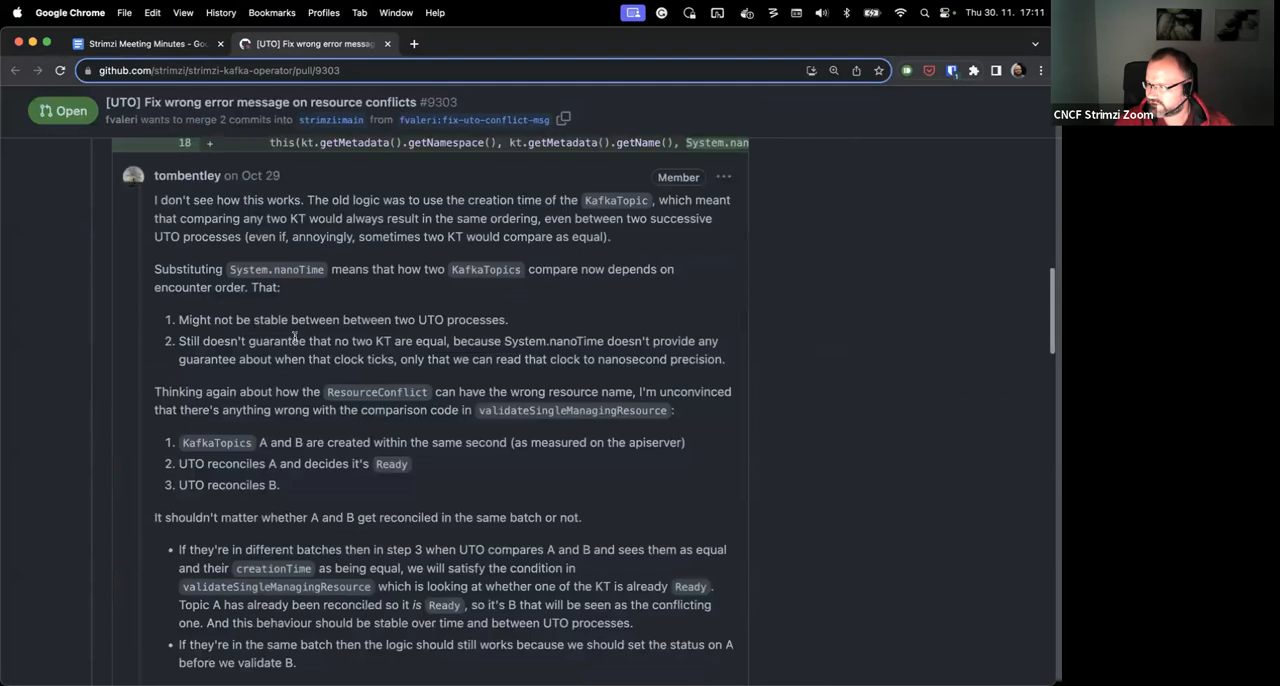 Google Chrome File Edit View History Bookmarks Profiles Tab Window Help Thu 30. 11. 17:11
Strimzi Meeting Minutes - Goo
[UTO] Fix wrong error messag
github.com/strimzi/strimzi-kafka-operator/pull/9303
Open
[UTO] Fix wrong error message on resource conflicts #9303
fvaleri wants to merge 2 commits into strimzi:main from fvaleri:fix-uto-conflict-msg
CNCF Strimzi Zoom
18 + this(kt.getMetadata().getNamespace(), kt.getMetadata().getName(), System.nan
tombentley on Oct 29
Member
I don't see how this works. The old logic was to use the creation time of the KafkaTopic, which meant
that comparing any two KT would always result in the same ordering, even between two successive
UTO processes (even if, annoyingly, sometimes two KT would compare as equal).
Substituting System.nanoTime means that how two KafkaTopics compare now depends on
encounter order. That:
1. Might not be stable between between two UTO processes.
2. Still doesn't guarantee that no two KT are equal, because System.nanoTime doesn't provide any
guarantee about when that clock ticks, only that we can read that clock to nanosecond precision.
Thinking again about how the ResourceConflict can have the wrong resource name, I'm unconvinced
that there's anything wrong with the comparison code in validateSingleManagingResource:
1. KafkaTopics A and B are created within the same second (as measured on the apiserver)
2. UTO reconciles A and decides it's Ready
3. UTO reconciles B.
It shouldn't matter whether A and B get reconciled in the same batch or not.
• If they're in different batches then in step 3 when UTO compares A and B and sees them as equal
and their creationTime as being equal, we will satisfy the condition in
validateSingleManagingResource which is looking at whether one of the KT is already Ready.
Topic A has already been reconciled so it is Ready, so it's B that will be seen as the conflicting
one. And this behaviour should be stable over time and between UTO processes.
• If they're in the same batch then the logic should still works because we should set the status on A
before we validate B.